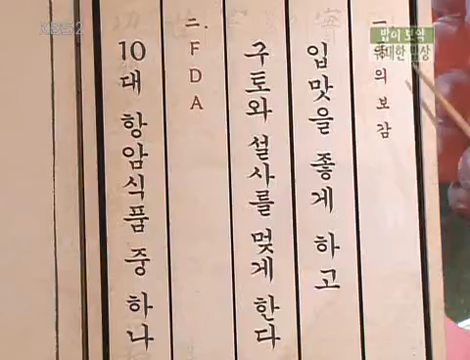 KBS2
밥이 보약
위대한 밥상
一. 동의보감
입맛을 좋게 하고
구토와 설사를 멎게 한다
二. FDA
10대 항암식품 중 하나